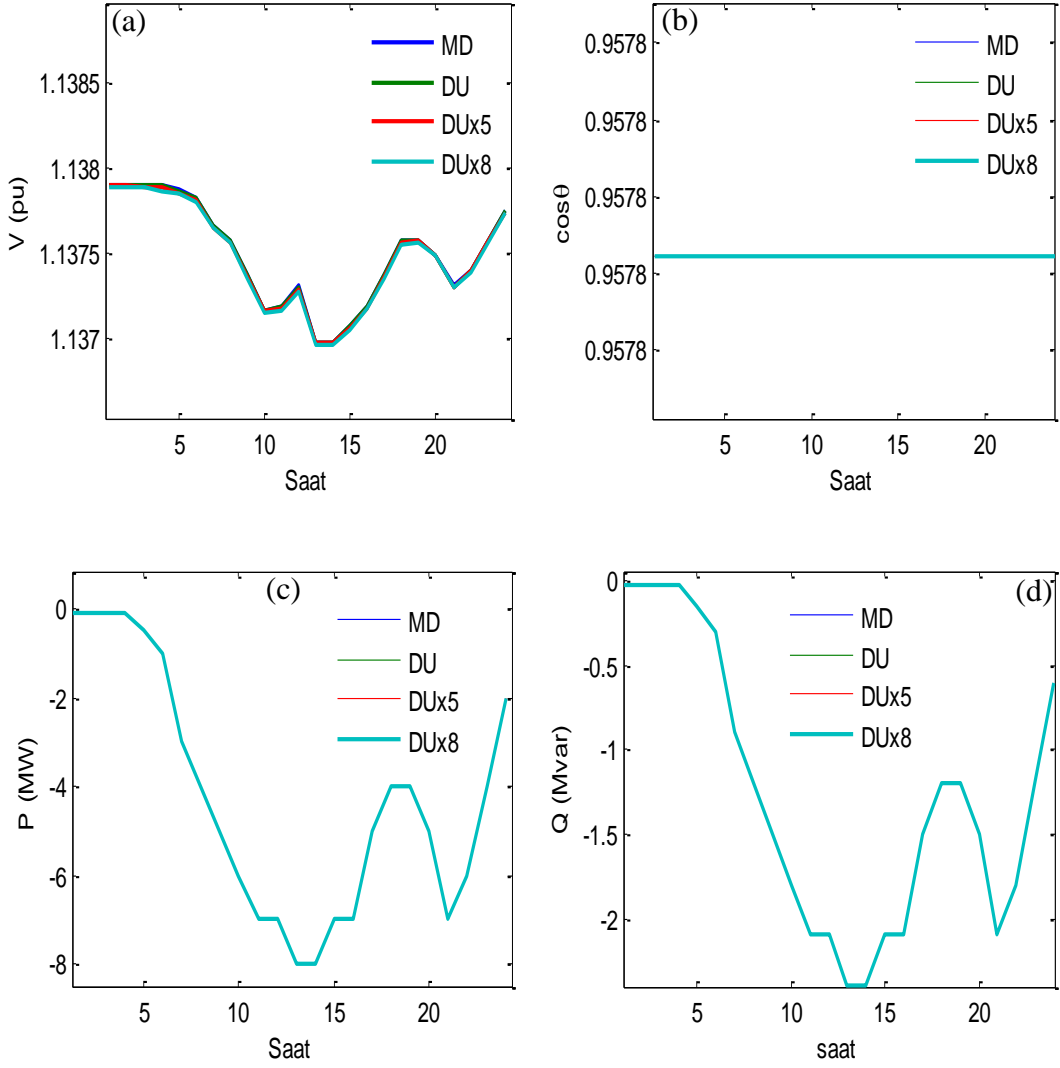 (a)
MD
DU
DUx5
DUx8
V (pu)
1.1385
1.138
1.1375
1.137
5
10
15
20
Saat
(b)
MD
DU
DUx5
DUx8
cosθ
0.9578
0.9578
0.9578
0.9578
0.9578
5
10
15
20
Saat
(c)
MD
DU
DUx5
DUx8
P (MW)
0
-2
-4
-6
-8
5
10
15
20
Saat
(d)
MD
DU
DUx5
DUx8
Q (Mvar)
0
-0.5
-1
-1.5
-2
5
10
15
20
saat